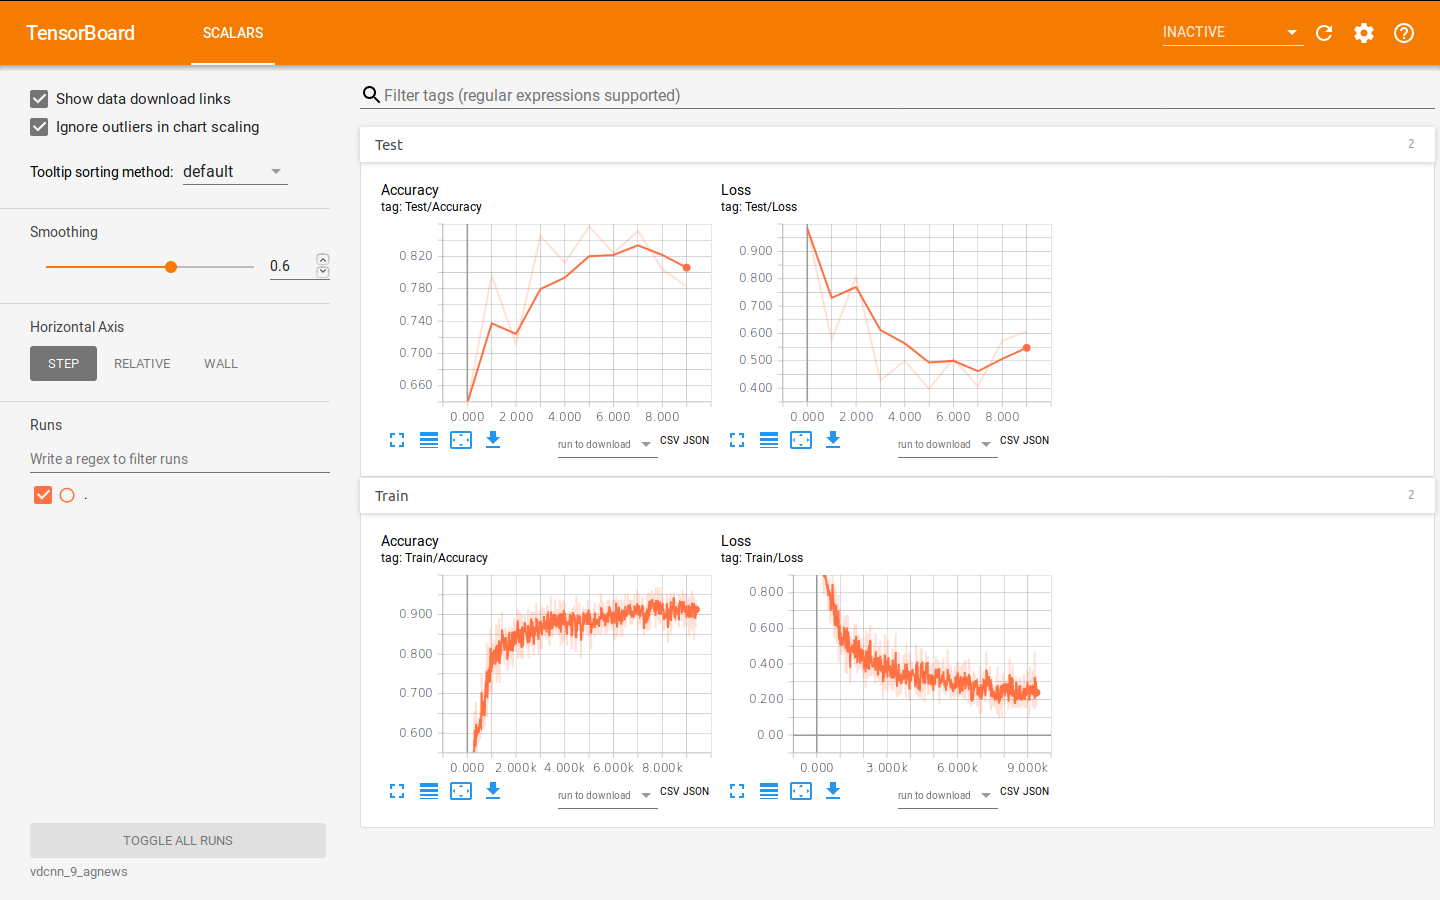 TensorBoard
SCALARS
INACTIVE
Show data download links
Ignore outliers in chart scaling
Tooltip sorting method: default
Smoothing
0.6
Horizontal Axis
STEP RELATIVE WALL
Runs
Write a regex to filter runs
.
TOGGLE ALL RUNS
vdcnn_9_agnews
Filter tags (regular expressions supported)
Test 2
Accuracy
tag: Test/Accuracy
0.820
0.780
0.740
0.700
0.660
0.000 2.000 4.000 6.000 8.000
run to download CSV JSON
Loss
tag: Test/Loss
0.900
0.800
0.700
0.600
0.500
0.400
0.000 2.000 4.000 6.000 8.000
run to download CSV JSON
Train 2
Accuracy
tag: Train/Accuracy
0.900
0.800
0.700
0.600
0.000 2.000k 4.000k 6.000k 8.000k
run to download CSV JSON
Loss
tag: Train/Loss
0.800
0.600
0.400
0.200
0.00
0.000 3.000k 6.000k 9.000k
run to download CSV JSON